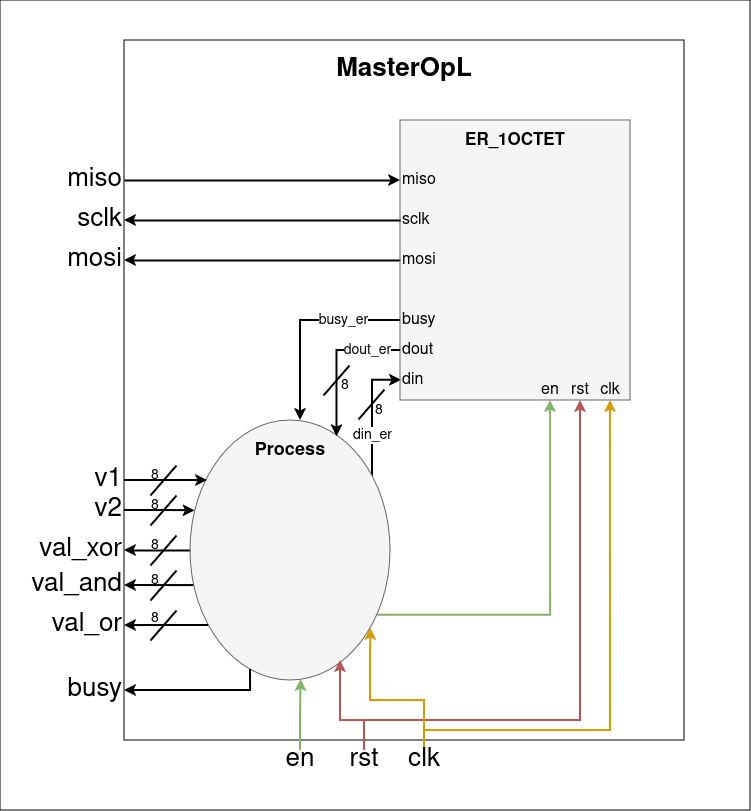 MasterOpL
ER_1OCTET
miso
miso
sclk
sclk
mosi
mosi
busy_er
busy
dout_er
dout
8
din
8
en
rst
clk
din_er
Process
v1
8
v2
8
val_xor
8
val_and
8
val_or
8
busy
en
rst
clk